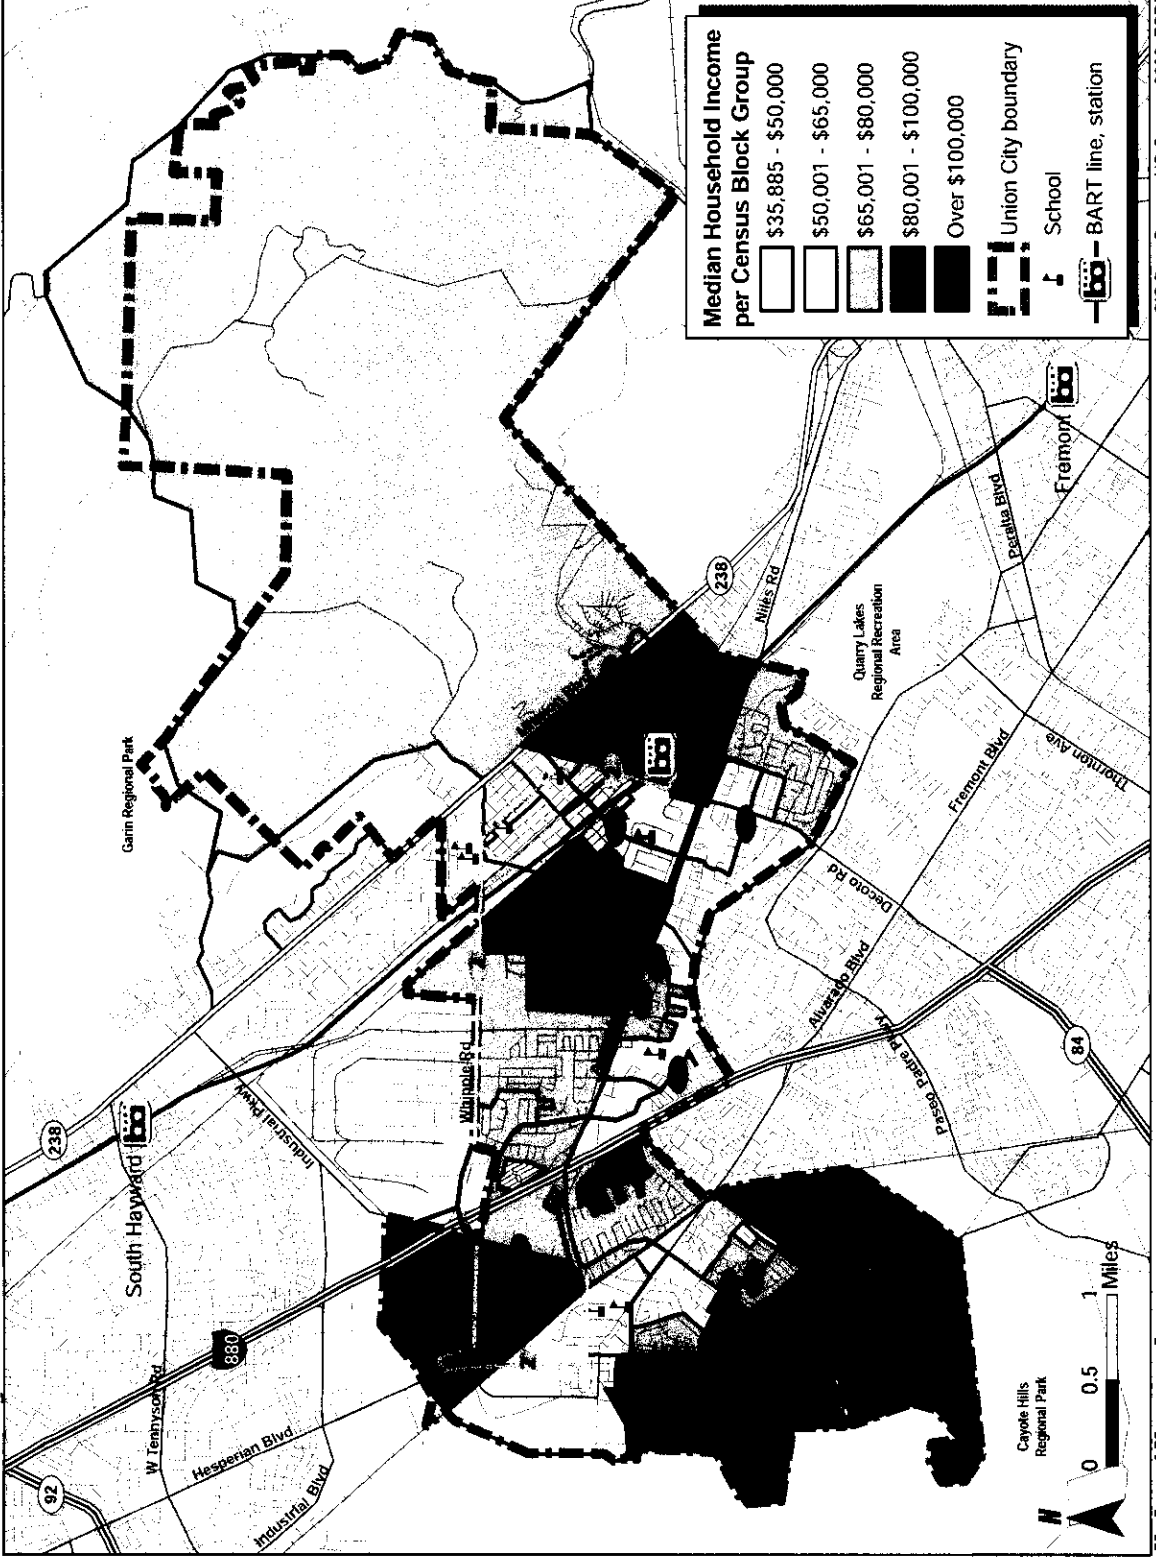 Median Household Income
per Census Block Group
$35,885 - $50,000
$50,001 - $65,000
$65,001 - $80,000
$80,001 - $100,000
Over $100,000
Union City boundary
School
BART line, station
Garin Regional Park
238
South Hayward
Industrial Pkwy
Whipple Rd
880
W Tennyson Rd
Hesperian Blvd
Industrial Blvd
92
238
Niles Rd
Quarry Lakes
Regional Recreation
Area
Peralta Blvd
Fremont
Fremont Blvd
Thornton Ave
Decoto Rd
Alvarado Blvd
Paseo Padre Pkwy
84
Cayote Hills
Regional Park
0
0.5
1
Miles
N